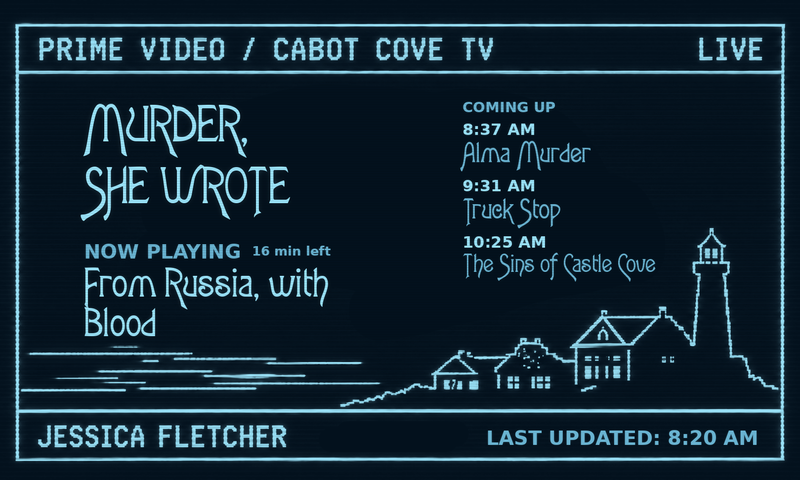 PRIME VIDEO / CABOT COVE TV
LIVE
MURDER,
SHE WROTE
NOW PLAYING 16 min left
From Russia, with
Blood
COMING UP
8:37 AM
Alma Murder
9:31 AM
Truck Stop
10:25 AM
The Sins of Castle Cove
JESSICA FLETCHER
LAST UPDATED: 8:20 AM